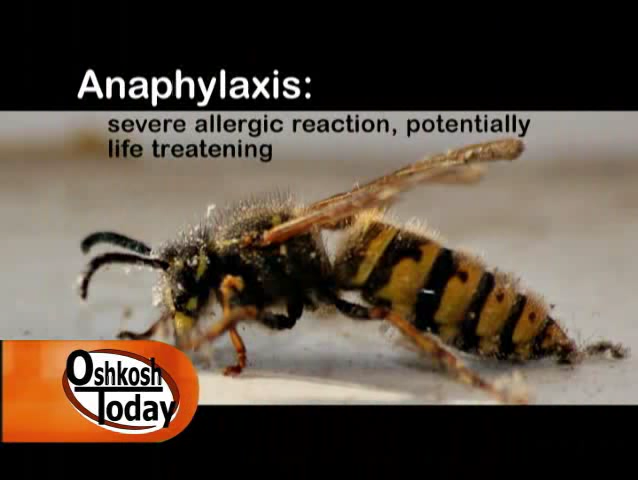 Anaphylaxis:
severe allergic reaction, potentially
life treatening
Oshkosh
Today